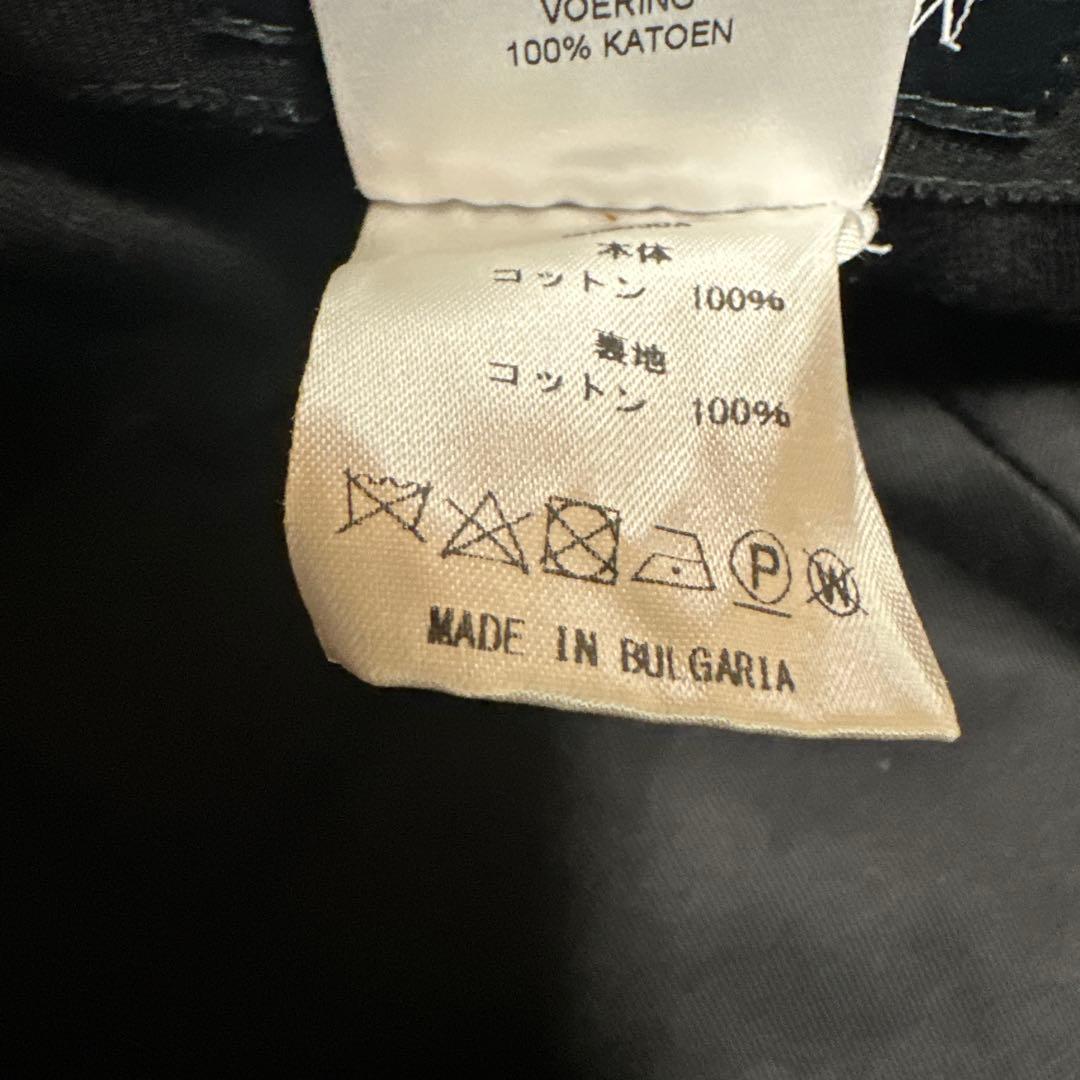 VOERING
100% KATOEN
本体
コットン 100%
裏地
コットン 100%
P W
MADE IN BULGARIA